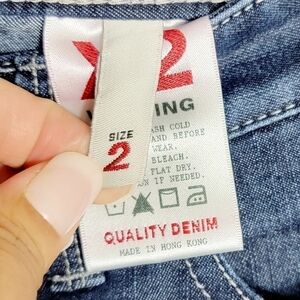 X2
SIZE
2
ASH COLD
AND BEFORE
WEAR.
BLEACH.
FLAT DRY.
IF NEEDED.
QUALITY DENIM
MADE IN HONG KONG